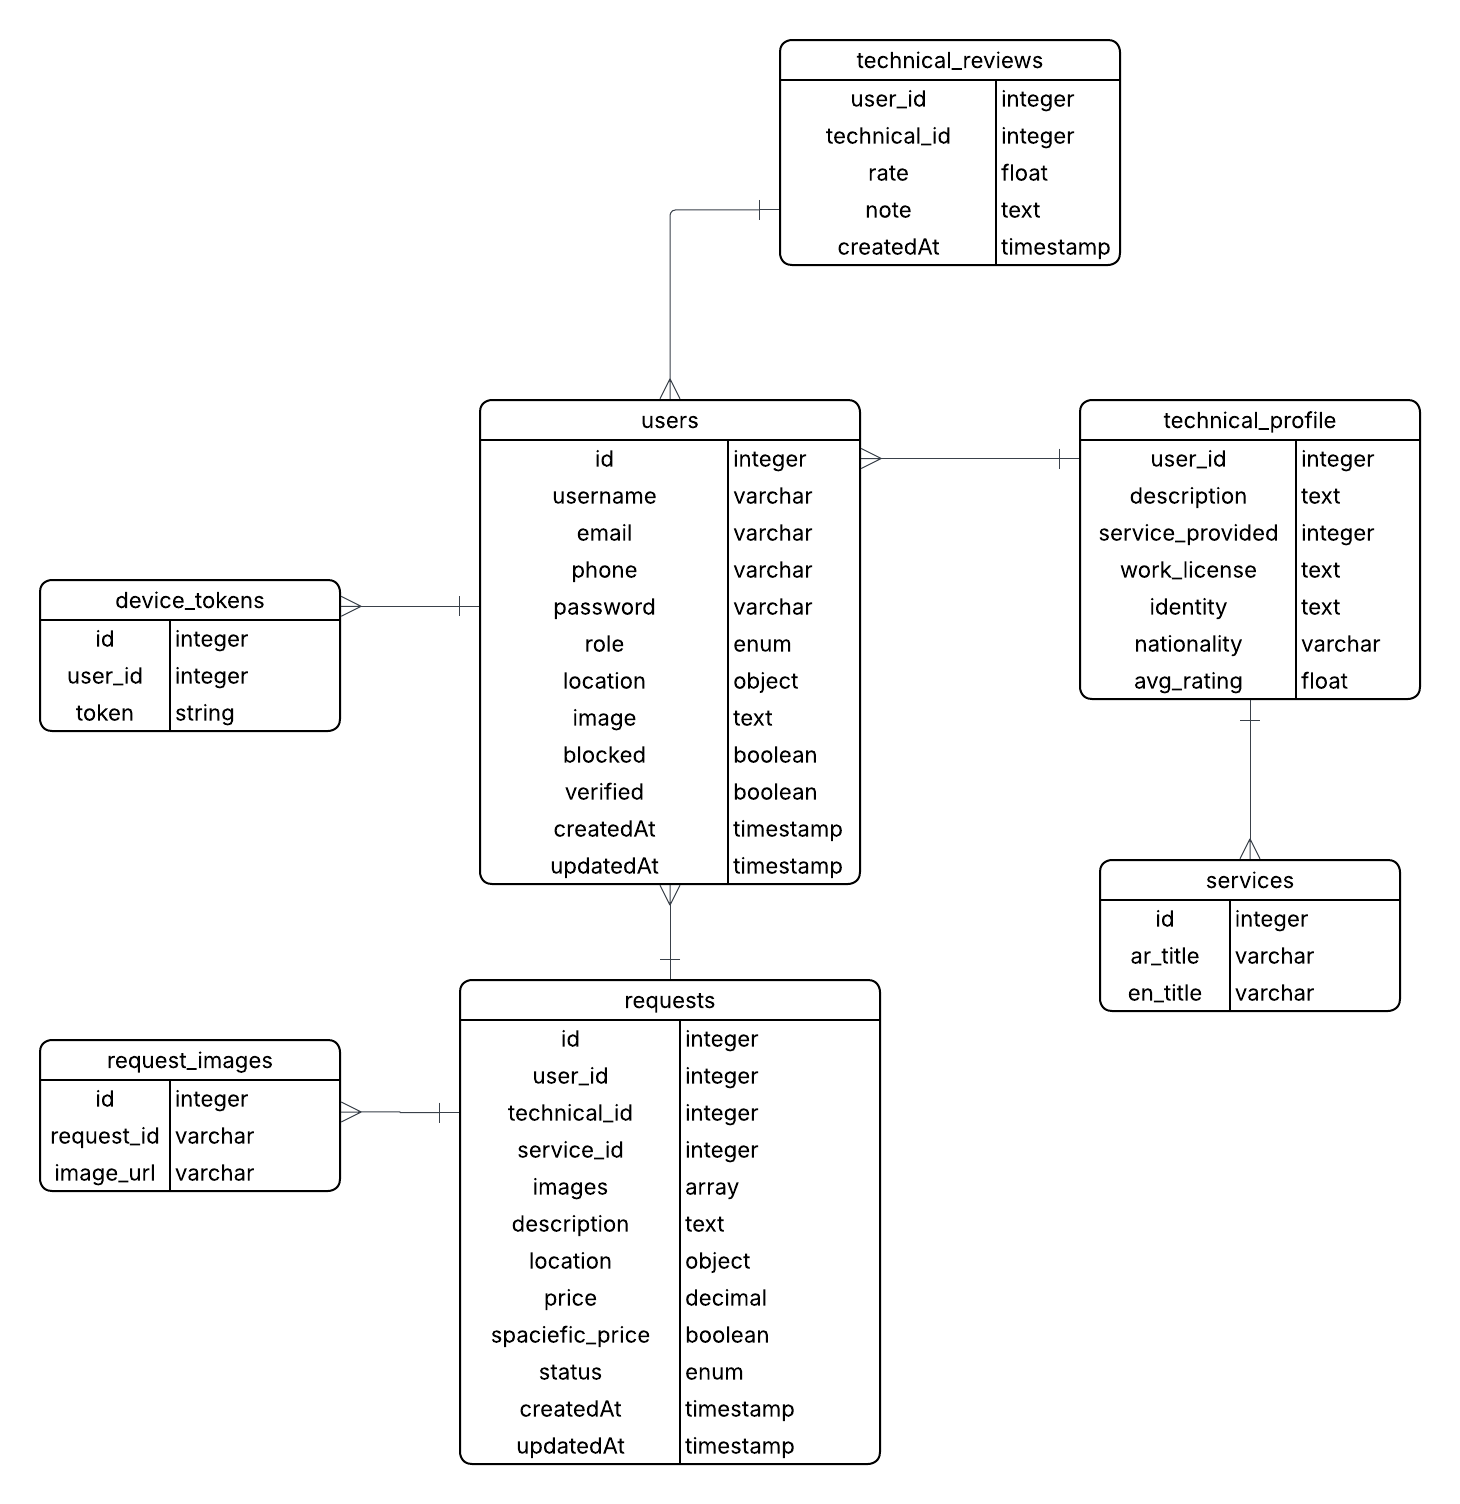 technical_reviews
user_id integer
technical_id integer
rate float
note text
createdAt timestamp
users
id integer
username varchar
email varchar
phone varchar
password varchar
role enum
location object
image text
blocked boolean
verified boolean
createdAt timestamp
updatedAt timestamp
technical_profile
user_id integer
description text
service_provided integer
work_license text
identity text
nationality varchar
avg_rating float
device_tokens
id integer
user_id integer
token string
services
id integer
ar_title varchar
en_title varchar
requests
id integer
user_id integer
technical_id integer
service_id integer
images array
description text
location object
price decimal
spaciefic_price boolean
status enum
createdAt timestamp
updatedAt timestamp
request_images
id integer
request_id varchar
image_url varchar